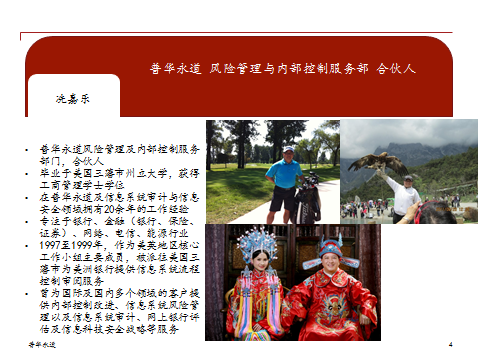 普华永道 风险管理与内部控制服务部 合伙人
冼嘉乐
• 普华永道风险管理及内部控制服务
部门，合伙人
• 毕业于美国三藩市州立大学，获得
工商管理学士学位
• 在普华永道及信息系统审计与信息
安全领域拥有20余年的工作经验
• 专注于银行、金融（银行、保险、
证券）、网络、电信、能源行业
• 1997至1999年，作为美英地区核心
工作小组主要成员，被派往美国三
藩市为美洲银行提供信息系统流程
控制审阅服务
• 曾为国际及国内多个领域的客户提
供内部控制改进、信息系统风险管
理以及信息系统审计、网上银行评
估及信息科技安全战略等服务
普华永道
4